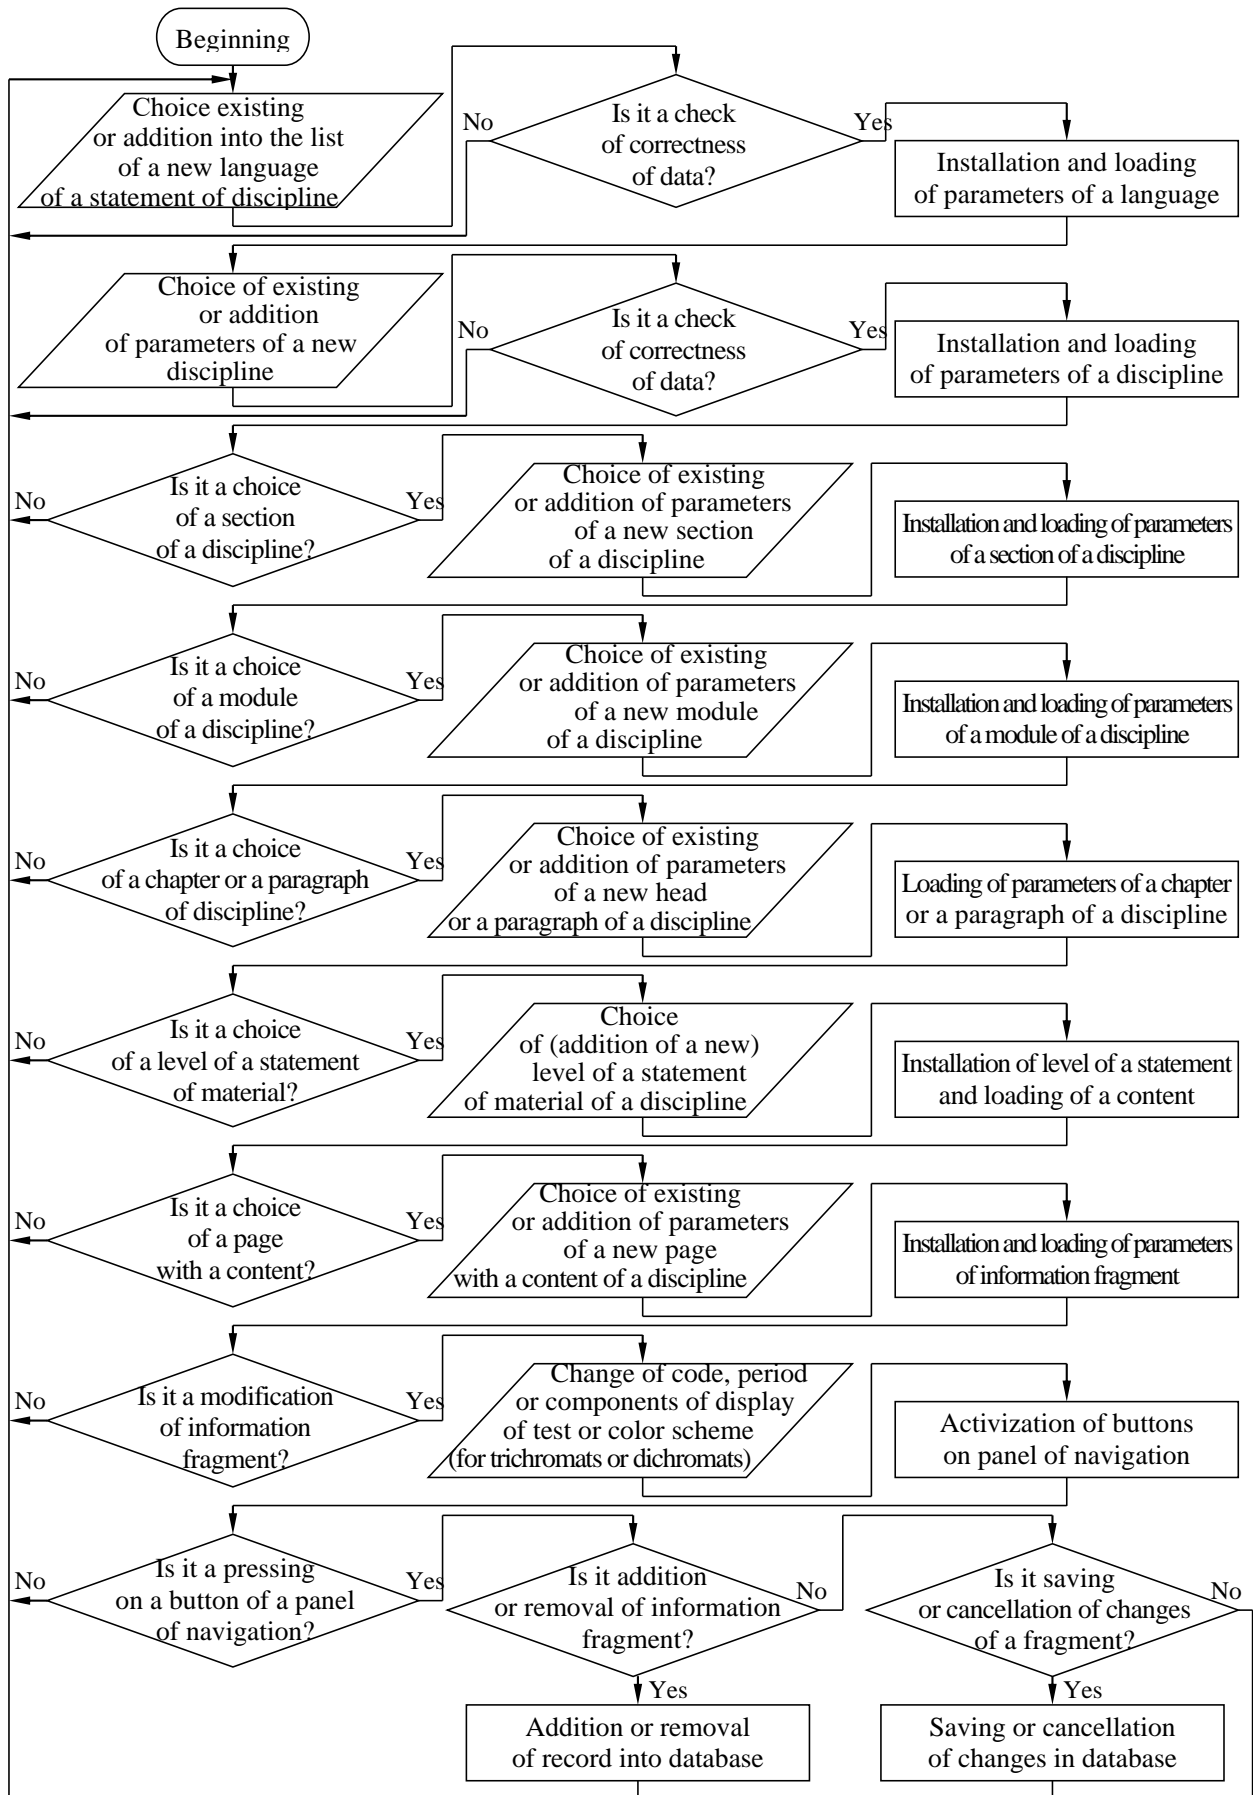 Beginning
Choice existing
or addition into the list
of a new language
of a statement of discipline
No
Is it a check
of correctness
of data?
Yes
Installation and loading
of parameters of a language
Choice of existing
or addition
of parameters of a new
discipline
No
Is it a check
of correctness
of data?
Yes
Installation and loading
of parameters of a discipline
No
Is it a choice
of a section
of a discipline?
Yes
Choice of existing
or addition of parameters
of a new section
of a discipline
Installation and loading of parameters
of a section of a discipline
No
Is it a choice
of a module
of a discipline?
Yes
Choice of existing
or addition of parameters
of a new module
of a discipline
Installation and loading of parameters
of a module of a discipline
No
Is it a choice
of a chapter or a paragraph
of discipline?
Yes
Choice of existing
or addition of parameters
of a new head
or a paragraph of a discipline
Loading of parameters of a chapter
or a paragraph of a discipline
No
Is it a choice
of a level of a statement
of material?
Yes
Choice
of (addition of a new)
level of a statement
of material of a discipline
Installation of level of a statement
and loading of a content
No
Is it a choice
of a page
with a content?
Yes
Choice of existing
or addition of parameters
of a new page
with a content of a discipline
Installation and loading of parameters
of information fragment
No
Is it a modification
of information
fragment?
Yes
Change of code, period
or components of display
of test or color scheme
(for trichromats or dichromats)
Activization of buttons
on panel of navigation
No
Is it a pressing
on a button of a panel
of navigation?
Yes
Is it addition
or removal of information
fragment?
No
Is it saving
or cancellation of changes
of a fragment?
No
Yes
Addition or removal
of record into database
Yes
Saving or cancellation
of changes in database